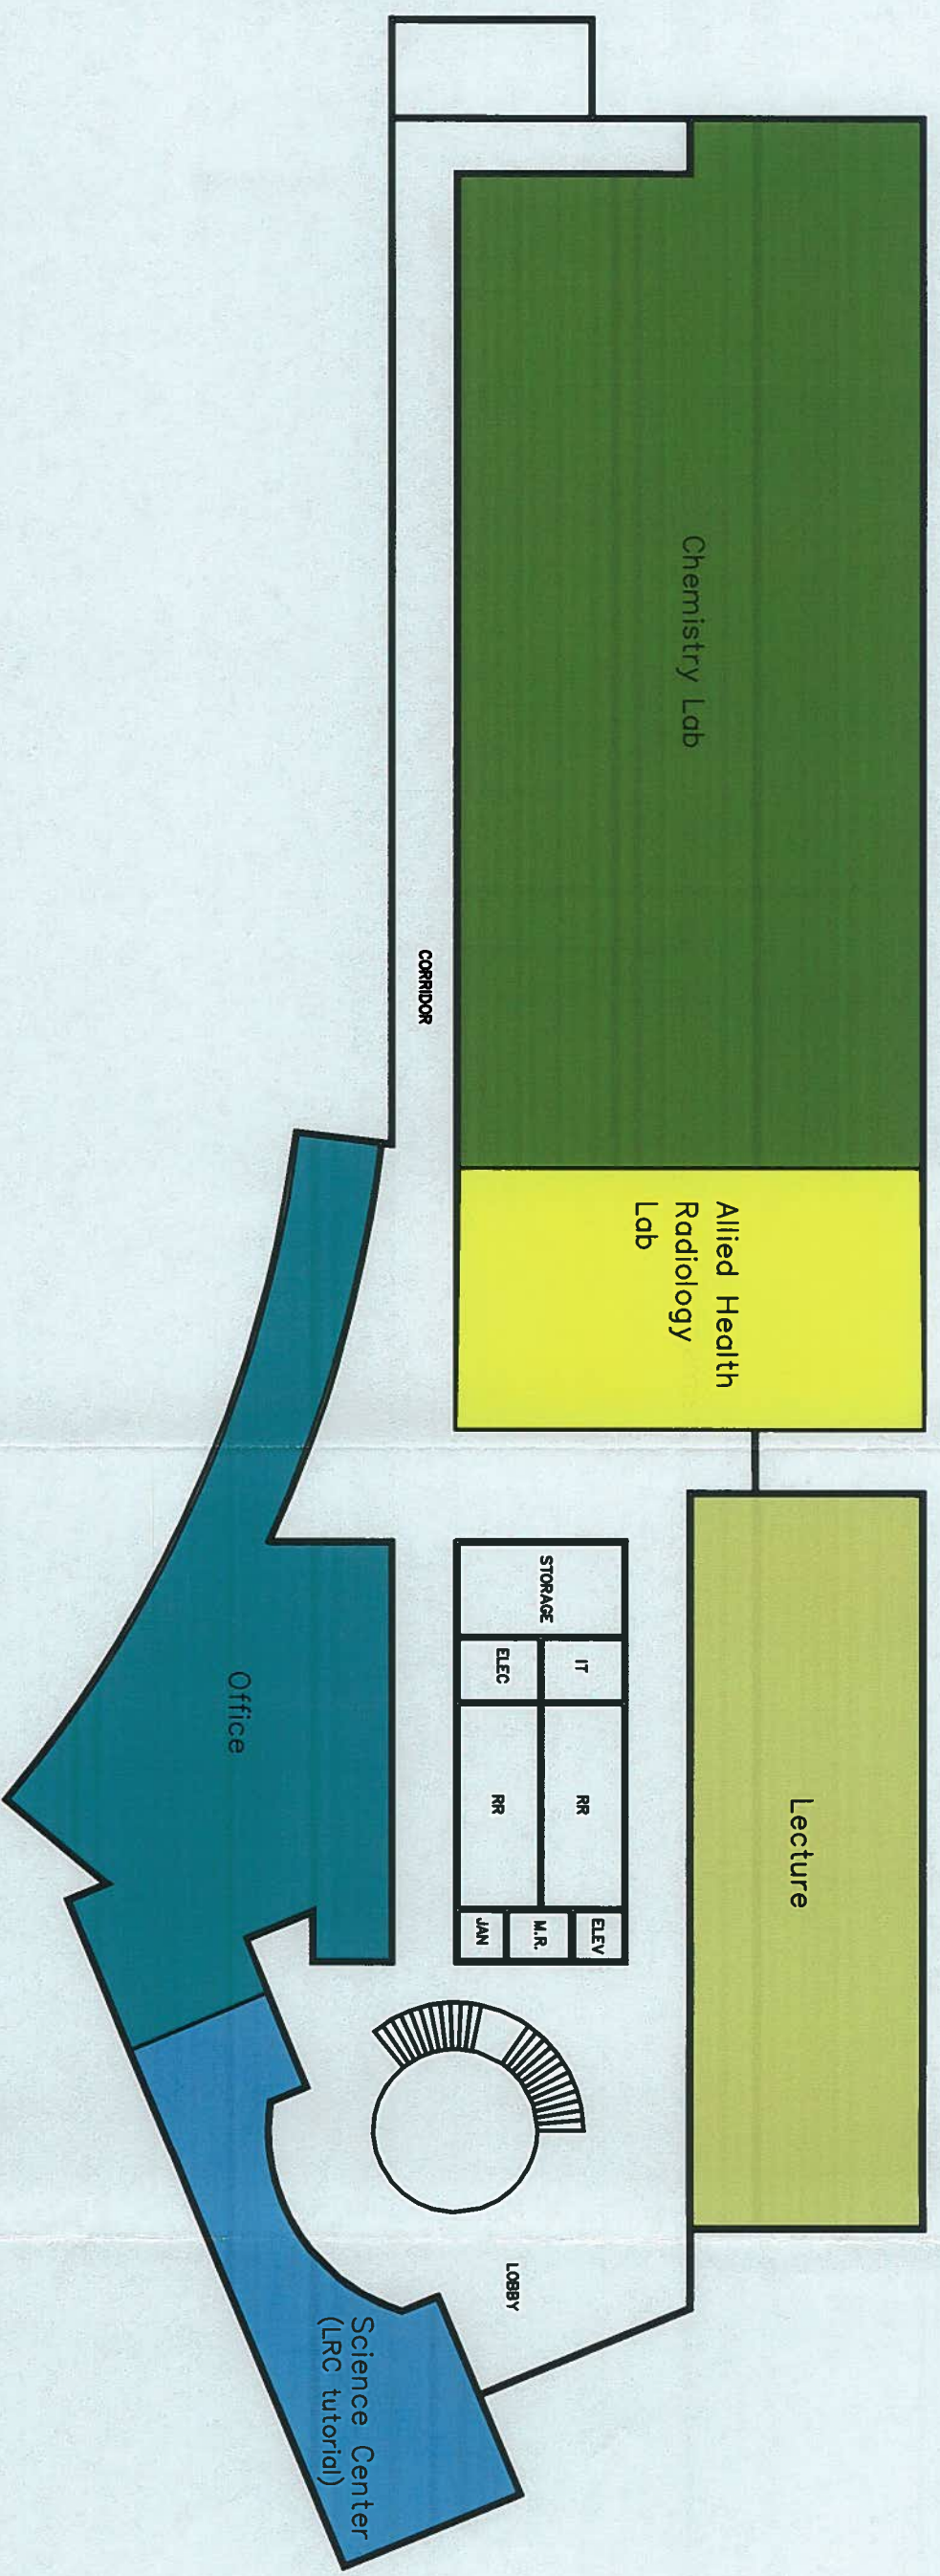 Chemistry Lab
Allied Health
Radiology
Lab
Lecture
CORRIDOR
STORAGE
IT
ELEC
RR
RR
ELEV
M.R.
JAN
Office
LOBBY
Science Center
(LRC tutorial)